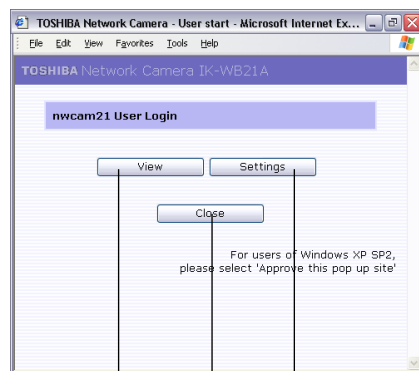 TOSHIBA Network Camera - User start - Microsoft Internet Ex...
File Edit View Favorites Tools Help
TOSHIBA Network Camera IK-WB21A
nwcam21 User Login
View Settings
Close
For users of Windows XP SP2,
please select 'Approve this pop up site'